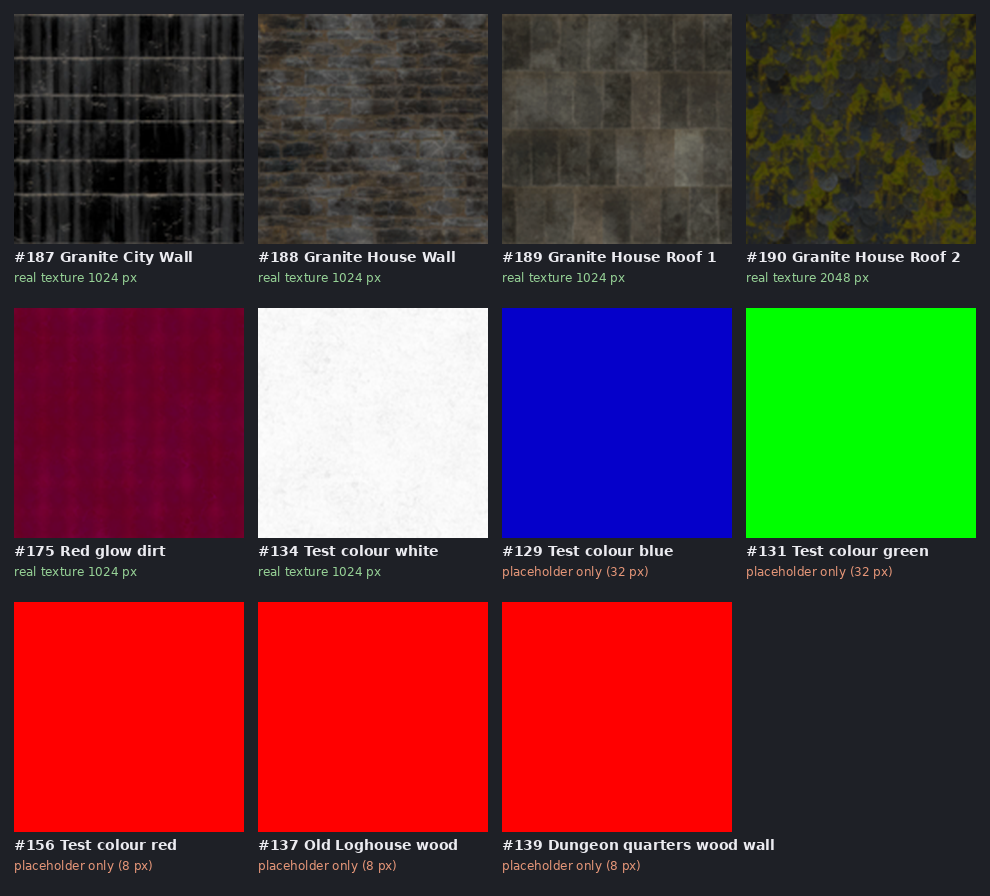 #187 Granite City Wall
real texture 1024 px
#188 Granite House Wall
real texture 1024 px
#189 Granite House Roof 1
real texture 1024 px
#190 Granite House Roof 2
real texture 2048 px
#175 Red glow dirt
real texture 1024 px
#134 Test colour white
real texture 1024 px
#129 Test colour blue
placeholder only (32 px)
#131 Test colour green
placeholder only (32 px)
#156 Test colour red
placeholder only (8 px)
#137 Old Loghouse wood
placeholder only (8 px)
#139 Dungeon quarters wood wall
placeholder only (8 px)